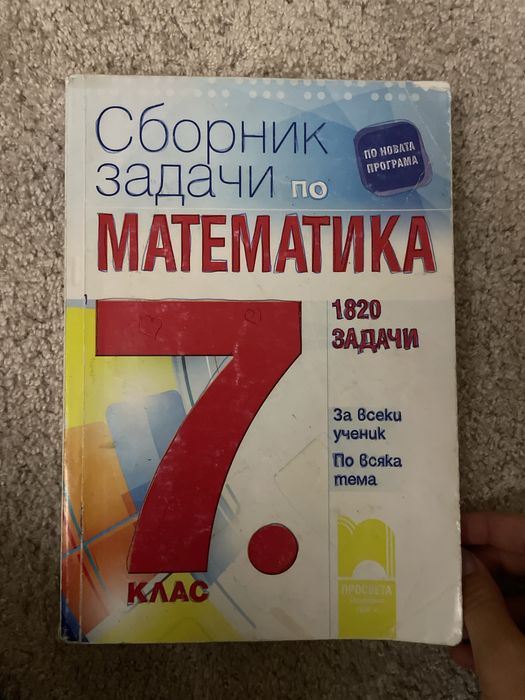 Сборник
задачи по
ПО НОВАТА
ПРОГРАМА
МАТЕМАТИКА
7.
КЛАС
1820
ЗАДАЧИ
За всеки
ученик
По всяка
тема
ПРОСВЕТА